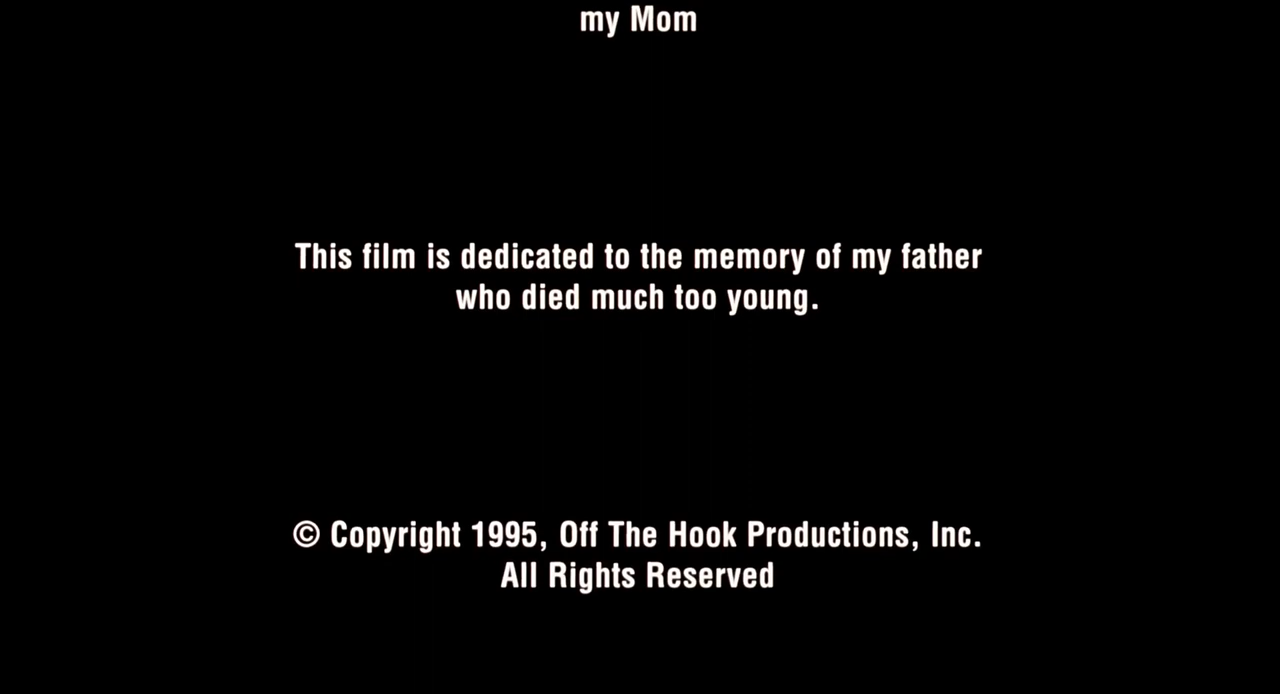 my Mom
This film is dedicated to the memory of my father
who died much too young.
© Copyright 1995, Off The Hook Productions, Inc.
All Rights Reserved